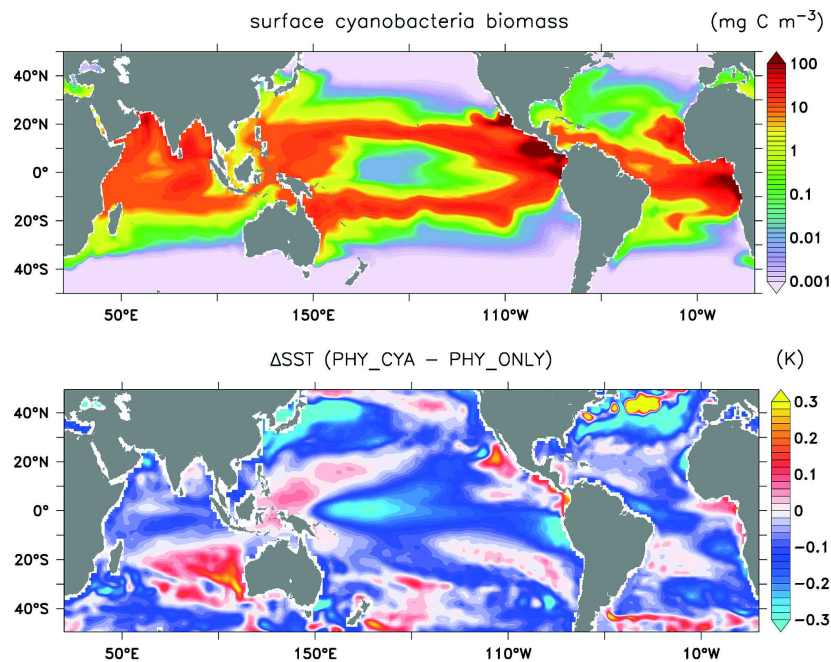 surface cyanobacteria biomass
(mg C m⁻³)
40°N
20°N
0°
20°S
40°S
50°E
150°E
110°W
10°W
100
10
1
0.1
0.01
0.001
ΔSST (PHY_CYA − PHY_ONLY)
(K)
40°N
20°N
0°
20°S
40°S
50°E
150°E
110°W
10°W
0.3
0.2
0.1
0
-0.1
-0.2
-0.3